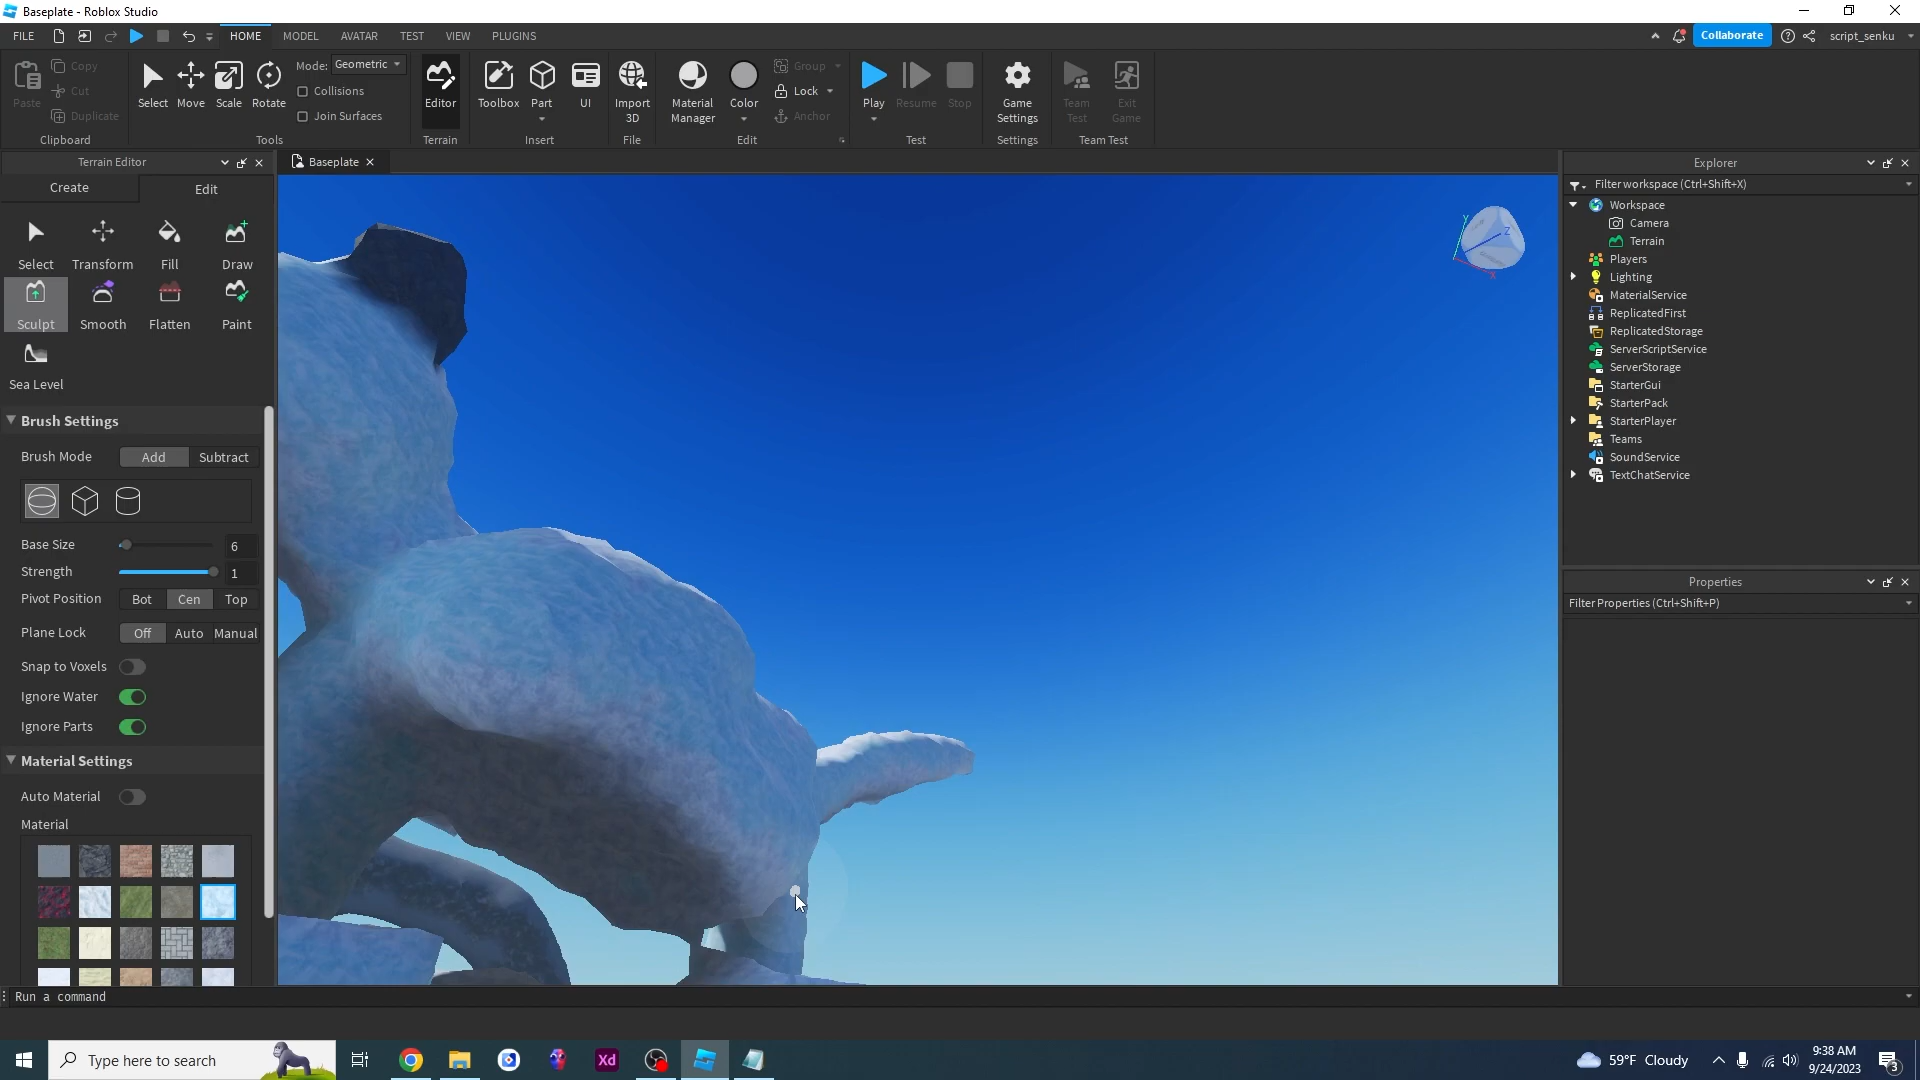 Baseplate - Roblox Studio
FILE
HOME
MODEL
AVATAR
TEST
VIEW
PLUGINS
Collaborate
script_senku
Paste
Copy
Cut
Duplicate
Clipboard
Select
Move
Scale
Rotate
Mode:
Geometric
Collisions
Join Surfaces
Tools
Editor
Terrain
Toolbox
Part
UI
Insert
Import
3D
File
Material
Manager
Color
Group
Lock
Anchor
Edit
Play
Resume
Stop
Test
Game
Settings
Settings
Team
Test
Exit
Game
Team Test
Terrain Editor
Create
Edit
Select
Transform
Fill
Draw
Sculpt
Smooth
Flatten
Paint
Sea Level
Brush Settings
Brush Mode
Add
Subtract
Base Size
6
Strength
1
Pivot Position
Bot
Cen
Top
Plane Lock
Off
Auto
Manual
Snap to Voxels
Ignore Water
Ignore Parts
Material Settings
Auto Material
Material
Baseplate
Y
Z
X
Explorer
Filter workspace (Ctrl+Shift+X)
Workspace
Camera
Terrain
Players
Lighting
MaterialService
ReplicatedFirst
ReplicatedStorage
ServerScriptService
ServerStorage
StarterGui
StarterPack
StarterPlayer
Teams
SoundService
TextChatService
Properties
Filter Properties (Ctrl+Shift+P)
Run a command
Type here to search
Xd
59°F Cloudy
9:38 AM
9/24/2023
3